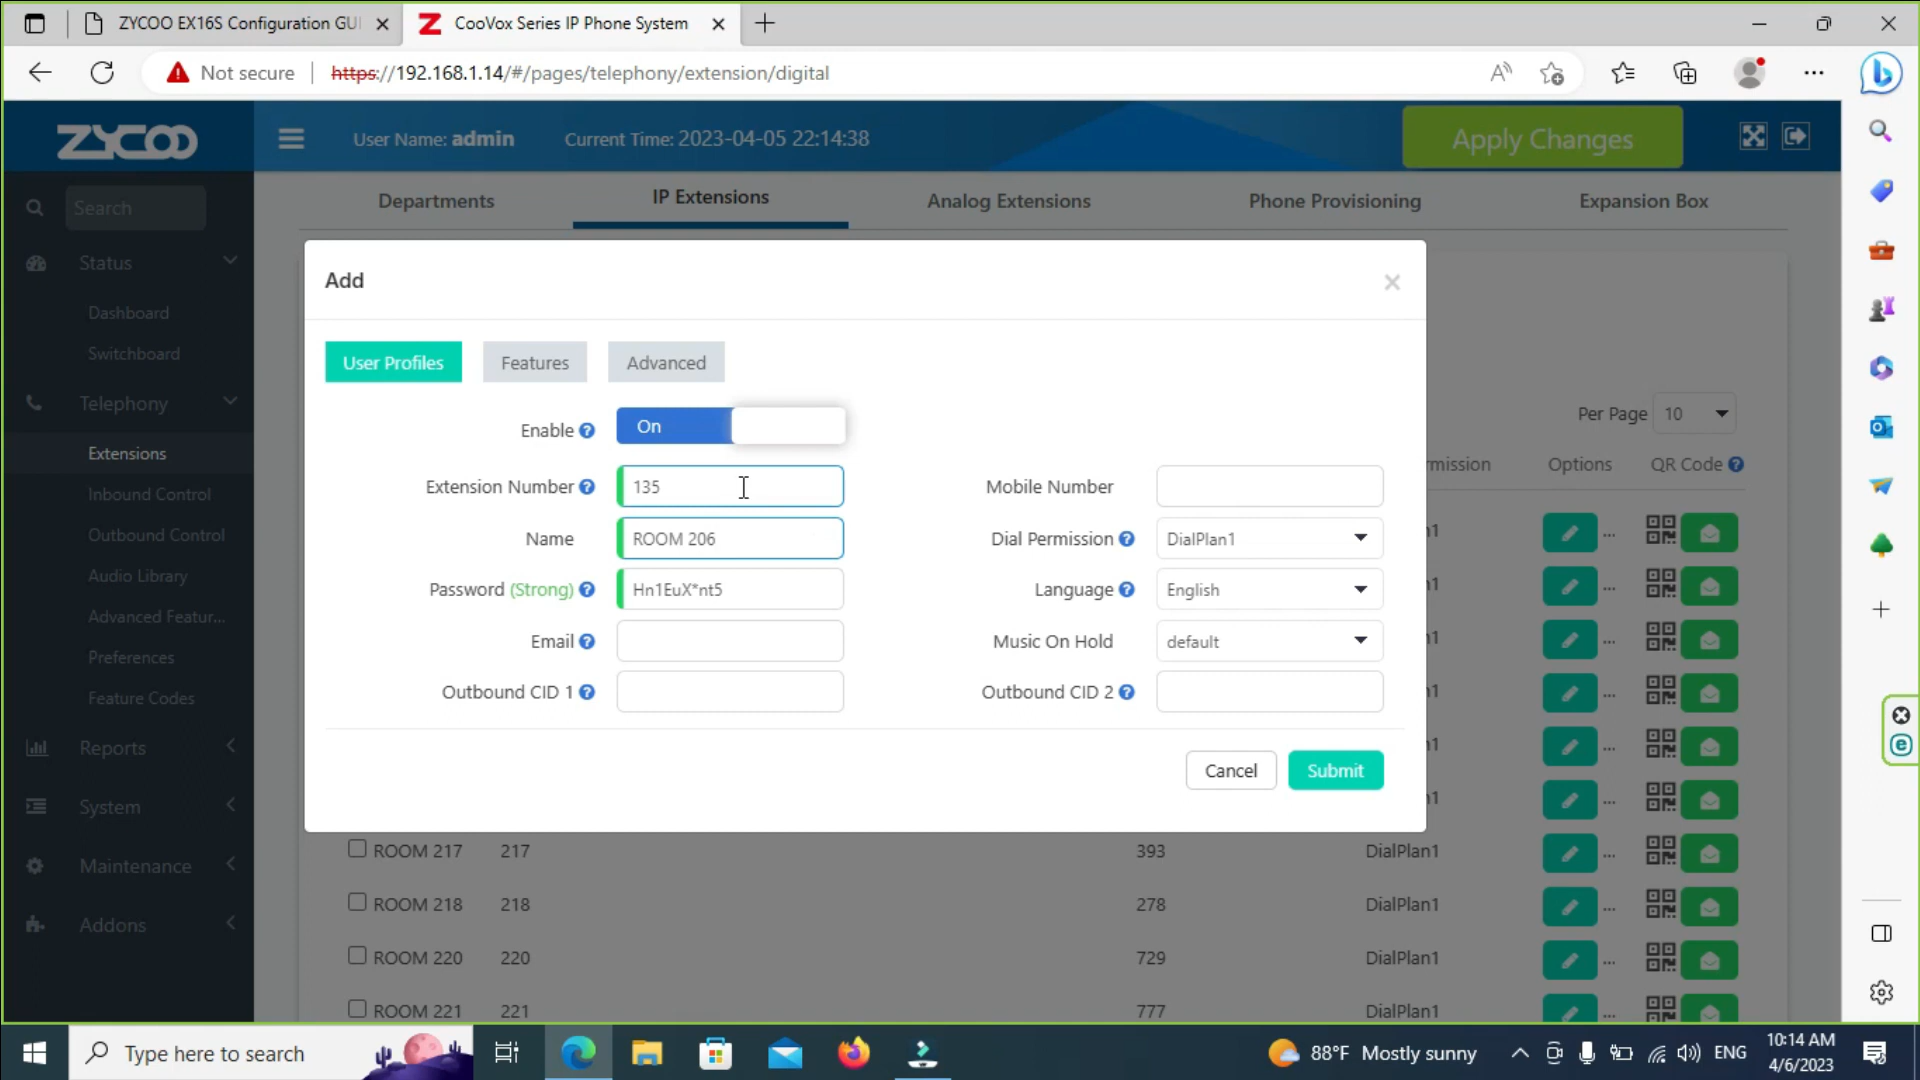 ZYCOO EX16S Configuration GUI
CooVox Series IP Phone System
Not secure
https://192.168.1.14/#/pages/telephony/extension/digital
ZYCOO
User Name: admin
Current Time: 2023-04-05 22:14:38
Apply Changes
Search
Status
Dashboard
Switchboard
Telephony
Extensions
Inbound Control
Outbound Control
Audio Library
Advanced Featur...
Preferences
Feature Codes
Reports
System
Maintenance
Addons
Departments
IP Extensions
Analog Extensions
Phone Provisioning
Expansion Box
Per Page 10
mission Options QR Code
Add
User Profiles
Features
Advanced
Enable On
Extension Number 135
Mobile Number
Name ROOM 206
Dial Permission DialPlan1
Password (Strong) Hn1EuX*nt5
Language English
Email
Music On Hold default
Outbound CID 1
Outbound CID 2
Cancel
Submit
n1
n1
n1
n1
n1
n1
ROOM 217 217 393 DialPlan1 ...
ROOM 218 218 278 DialPlan1 ...
ROOM 220 220 729 DialPlan1 ...
ROOM 221 221 777 DialPlan1 ...
Type here to search
88°F Mostly sunny
ENG
10:14 AM
4/6/2023